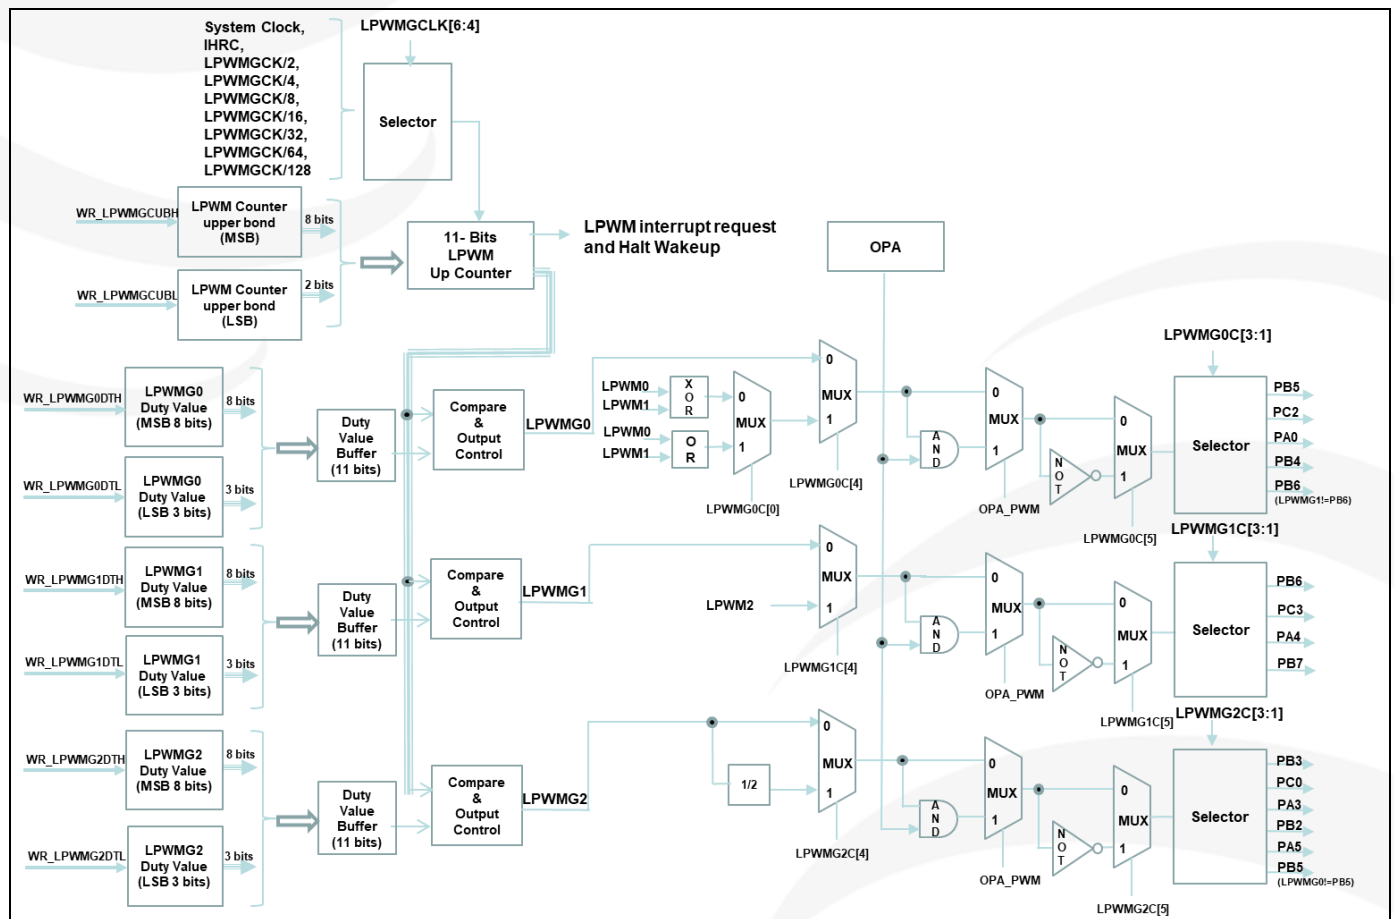 System Clock,
IHRC,
LPWMGCK/2,
LPWMGCK/4,
LPWMGCK/8,
LPWMGCK/16,
LPWMGCK/32,
LPWMGCK/64,
LPWMGCK/128
LPWMGCLK[6:4]
Selector
WR_LPWMGCUBH
LPWM Counter
upper bond
(MSB)
8 bits
WR_LPWMGCUBL
LPWM Counter
upper bond
(LSB)
2 bits
11- Bits
LPWM
Up Counter
LPWM interrupt request
and Halt Wakeup
OPA
WR_LPWMG0DTH
LPWMG0
Duty Value
(MSB 8 bits)
8 bits
WR_LPWMG0DTL
LPWMG0
Duty Value
(LSB 3 bits)
3 bits
Duty
Value
Buffer
(11 bits)
Compare
&
Output
Control
LPWMG0
LPWM0
LPWM1
XOR
LPWM0
LPWM1
OR
0
MUX
1
LPWMG0C[0]
0
MUX
1
LPWMG0C[4]
AND
0
MUX
1
OPA_PWM
NOT
0
MUX
1
LPWMG0C[5]
LPWMG0C[3:1]
Selector
PB5
PC2
PA0
PB4
PB6
(LPWMG1!=PB6)
WR_LPWMG1DTH
LPWMG1
Duty Value
(MSB 8 bits)
8 bits
WR_LPWMG1DTL
LPWMG1
Duty Value
(LSB 3 bits)
3 bits
Duty
Value
Buffer
(11 bits)
Compare
&
Output
Control
LPWMG1
LPWM2
0
MUX
1
LPWMG1C[4]
AND
0
MUX
1
OPA_PWM
NOT
0
MUX
1
LPWMG1C[5]
LPWMG1C[3:1]
Selector
PB6
PC3
PA4
PB7
WR_LPWMG2DTH
LPWMG2
Duty Value
(MSB 8 bits)
8 bits
WR_LPWMG2DTL
LPWMG2
Duty Value
(LSB 3 bits)
3 bits
Duty
Value
Buffer
(11 bits)
Compare
&
Output
Control
LPWMG2
1/2
0
MUX
1
LPWMG2C[4]
AND
0
MUX
1
OPA_PWM
NOT
0
MUX
1
LPWMG2C[5]
LPWMG2C[3:1]
Selector
PB3
PC0
PA3
PB2
PA5
PB5
(LPWMG0!=PB5)